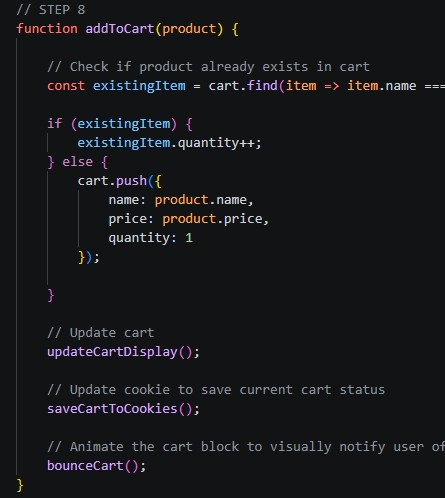 // STEP 8
function addToCart(product) {
// Check if product already exists in cart
const existingItem = cart.find(item => item.name ===
if (existingItem) {
existingItem.quantity++;
} else {
cart.push({
name: product.name,
price: product.price,
quantity: 1
});
}
// Update cart
updateCartDisplay();
// Update cookie to save current cart status
saveCartToCookies();
// Animate the cart block to visually notify user of
bounceCart();
}